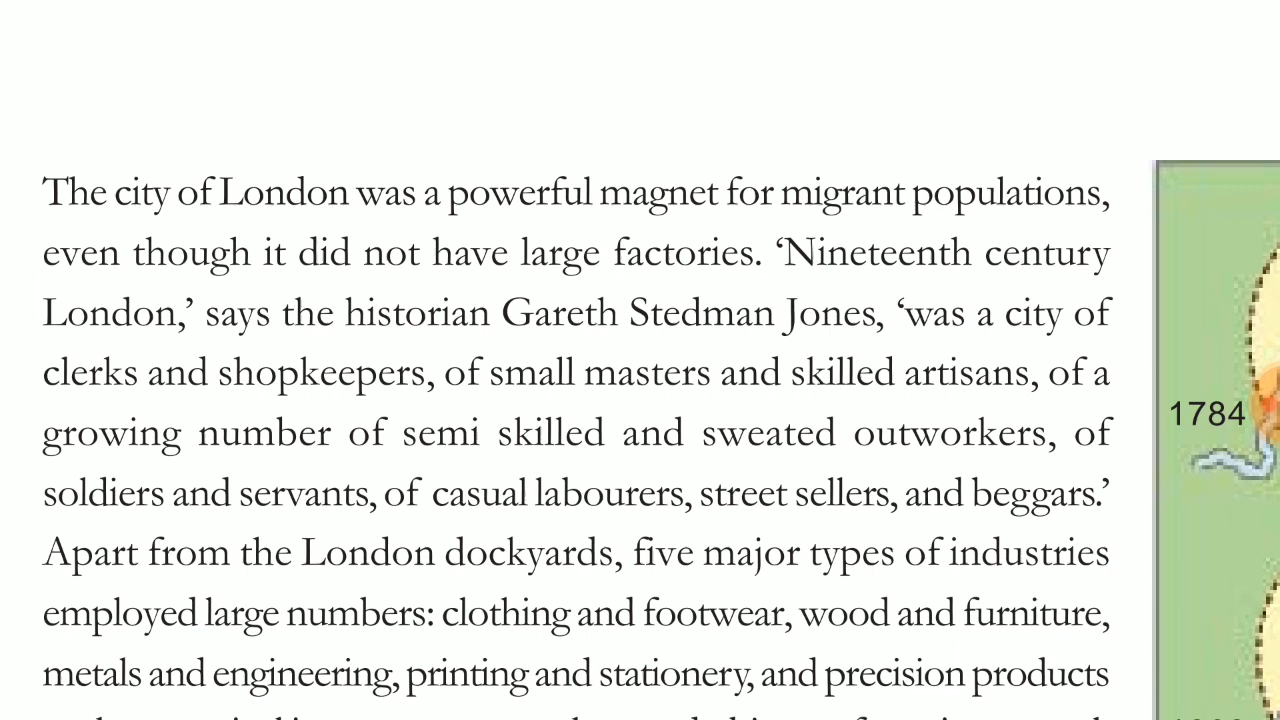 The city of London was a powerful magnet for migrant populations,
even though it did not have large factories. ‘Nineteenth century
London,’ says the historian Gareth Stedman Jones, ‘was a city of
clerks and shopkeepers, of small masters and skilled artisans, of a
growing number of semi skilled and sweated outworkers, of
soldiers and servants, of casual labourers, street sellers, and beggars.’
Apart from the London dockyards, five major types of industries
employed large numbers: clothing and footwear, wood and furniture,
metals and engineering, printing and stationery, and precision products
1784